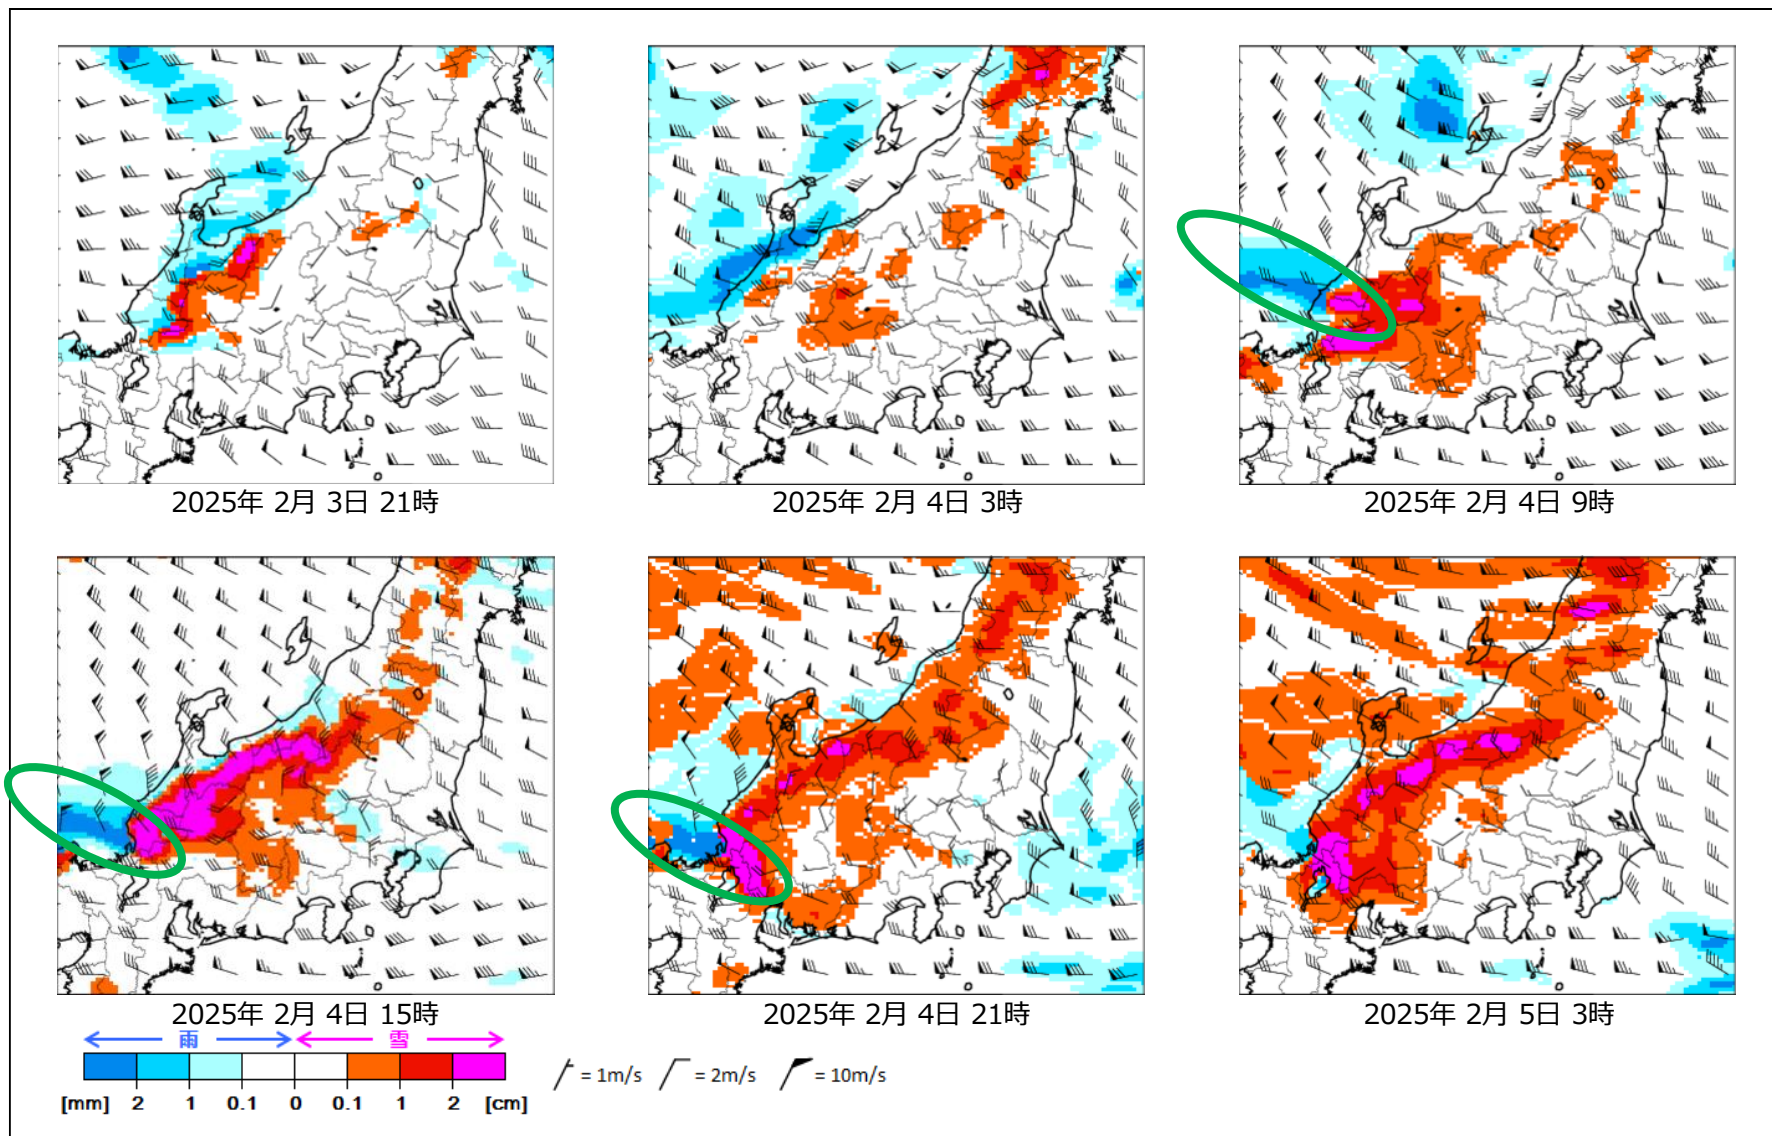 2025年 2月 3日 21時
2025年 2月 4日 3時
2025年 2月 4日 9時
2025年 2月 4日 15時
2025年 2月 4日 21時
2025年 2月 5日 3時
雨 雪
[mm] 2 1 0.1 0 0.1 1 2 [cm]
= 1m/s = 2m/s = 10m/s